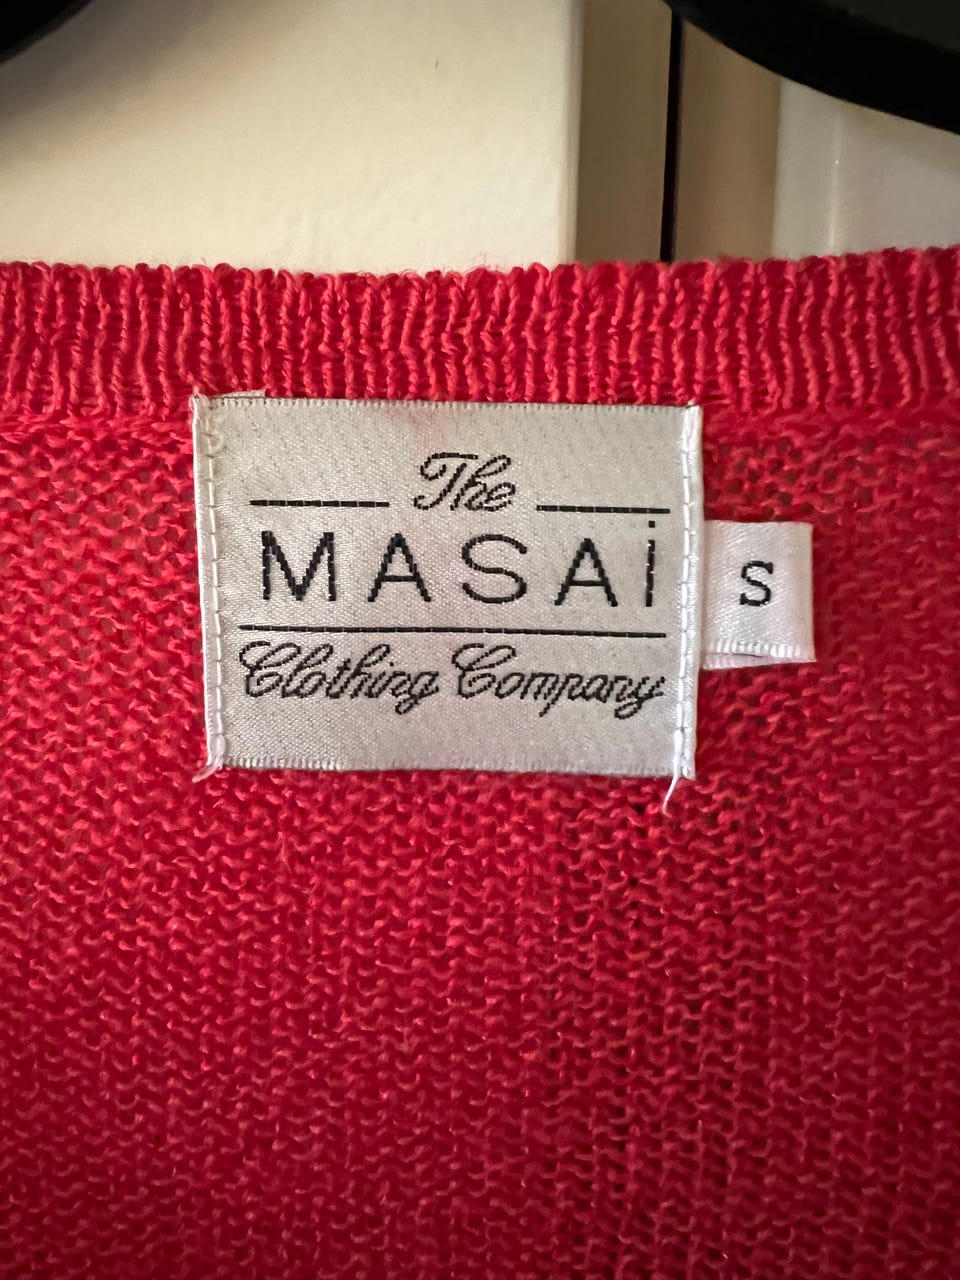 The
MASAi
Clothing Company
S